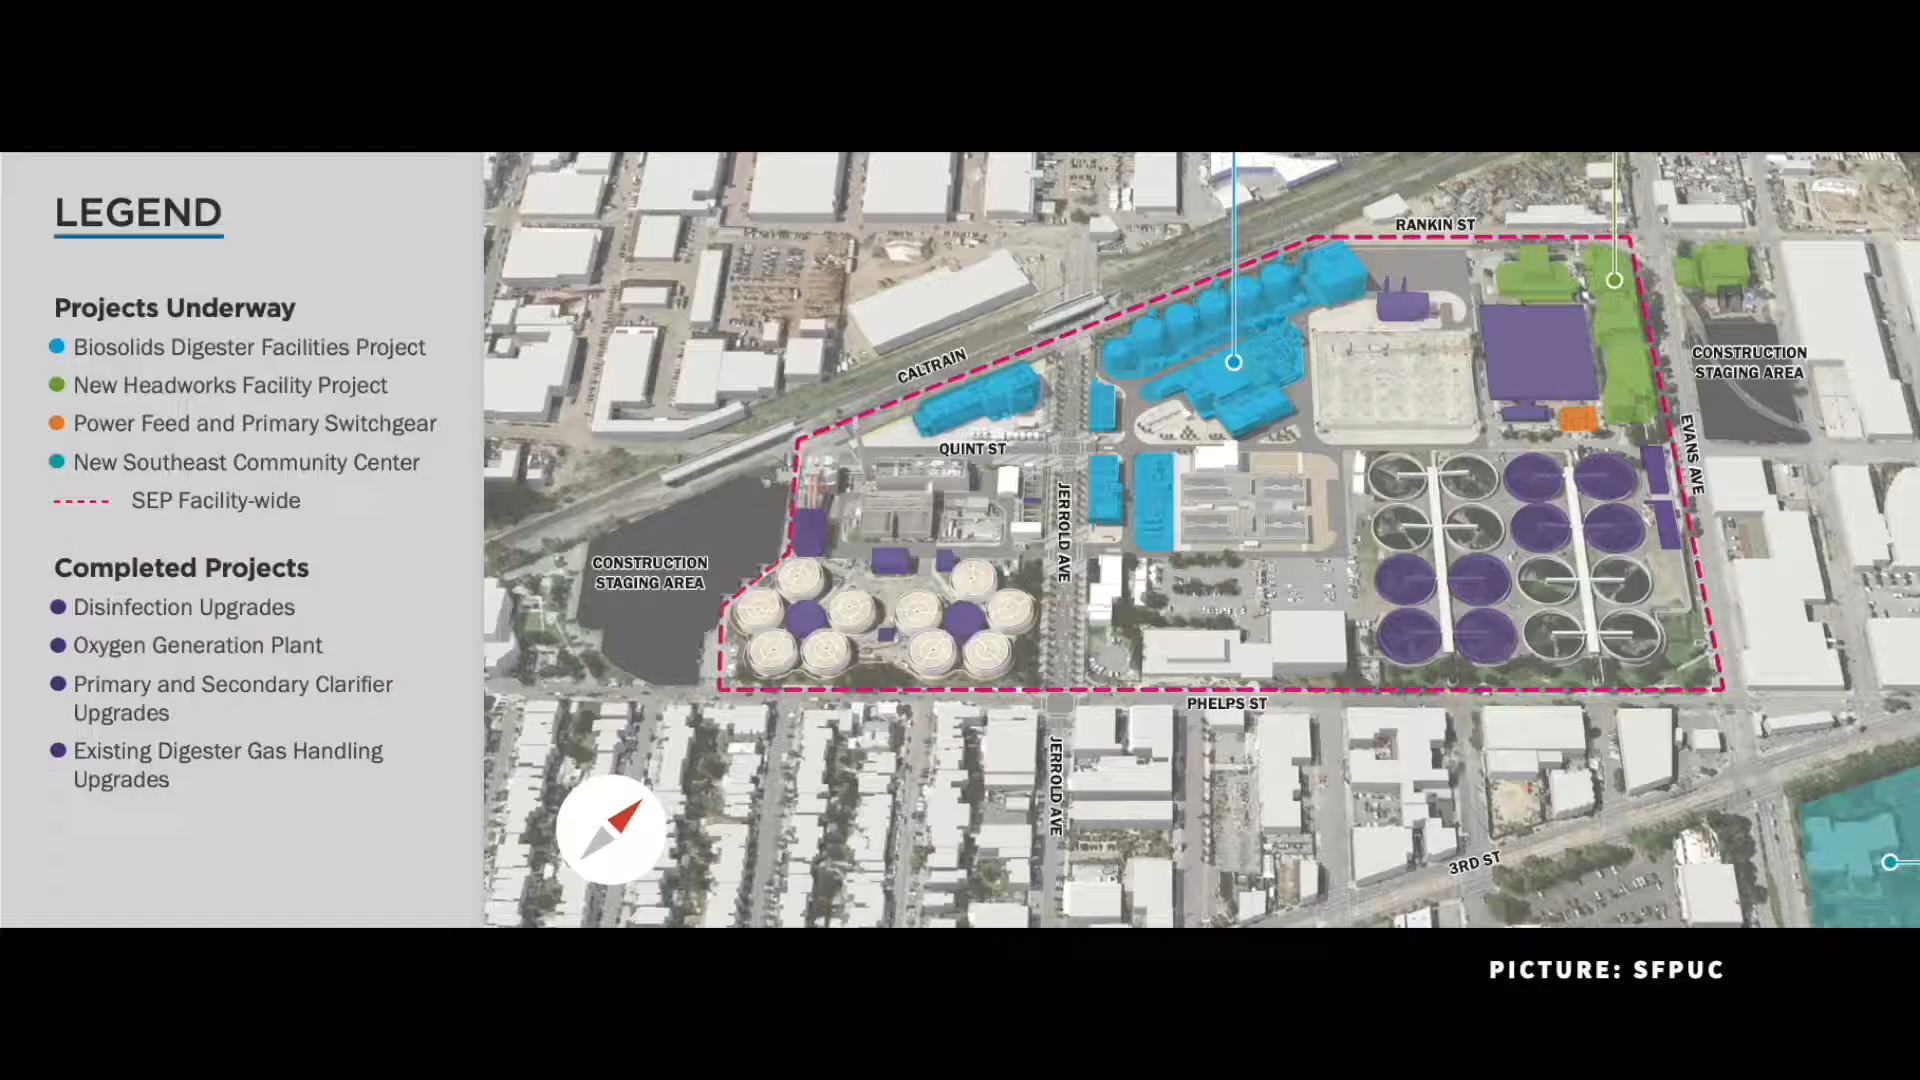 LEGEND
Projects Underway
Biosolids Digester Facilities Project
New Headworks Facility Project
Power Feed and Primary Switchgear
New Southeast Community Center
SEP Facility-wide
Completed Projects
Disinfection Upgrades
Oxygen Generation Plant
Primary and Secondary Clarifier
Upgrades
Existing Digester Gas Handling
Upgrades
RANKIN ST
CALTRAIN
CONSTRUCTION
STAGING AREA
QUINT ST
EVANS AVE
JERROLD AVE
CONSTRUCTION
STAGING AREA
PHELPS ST
JERROLD AVE
3RD ST
PICTURE: SFPUC